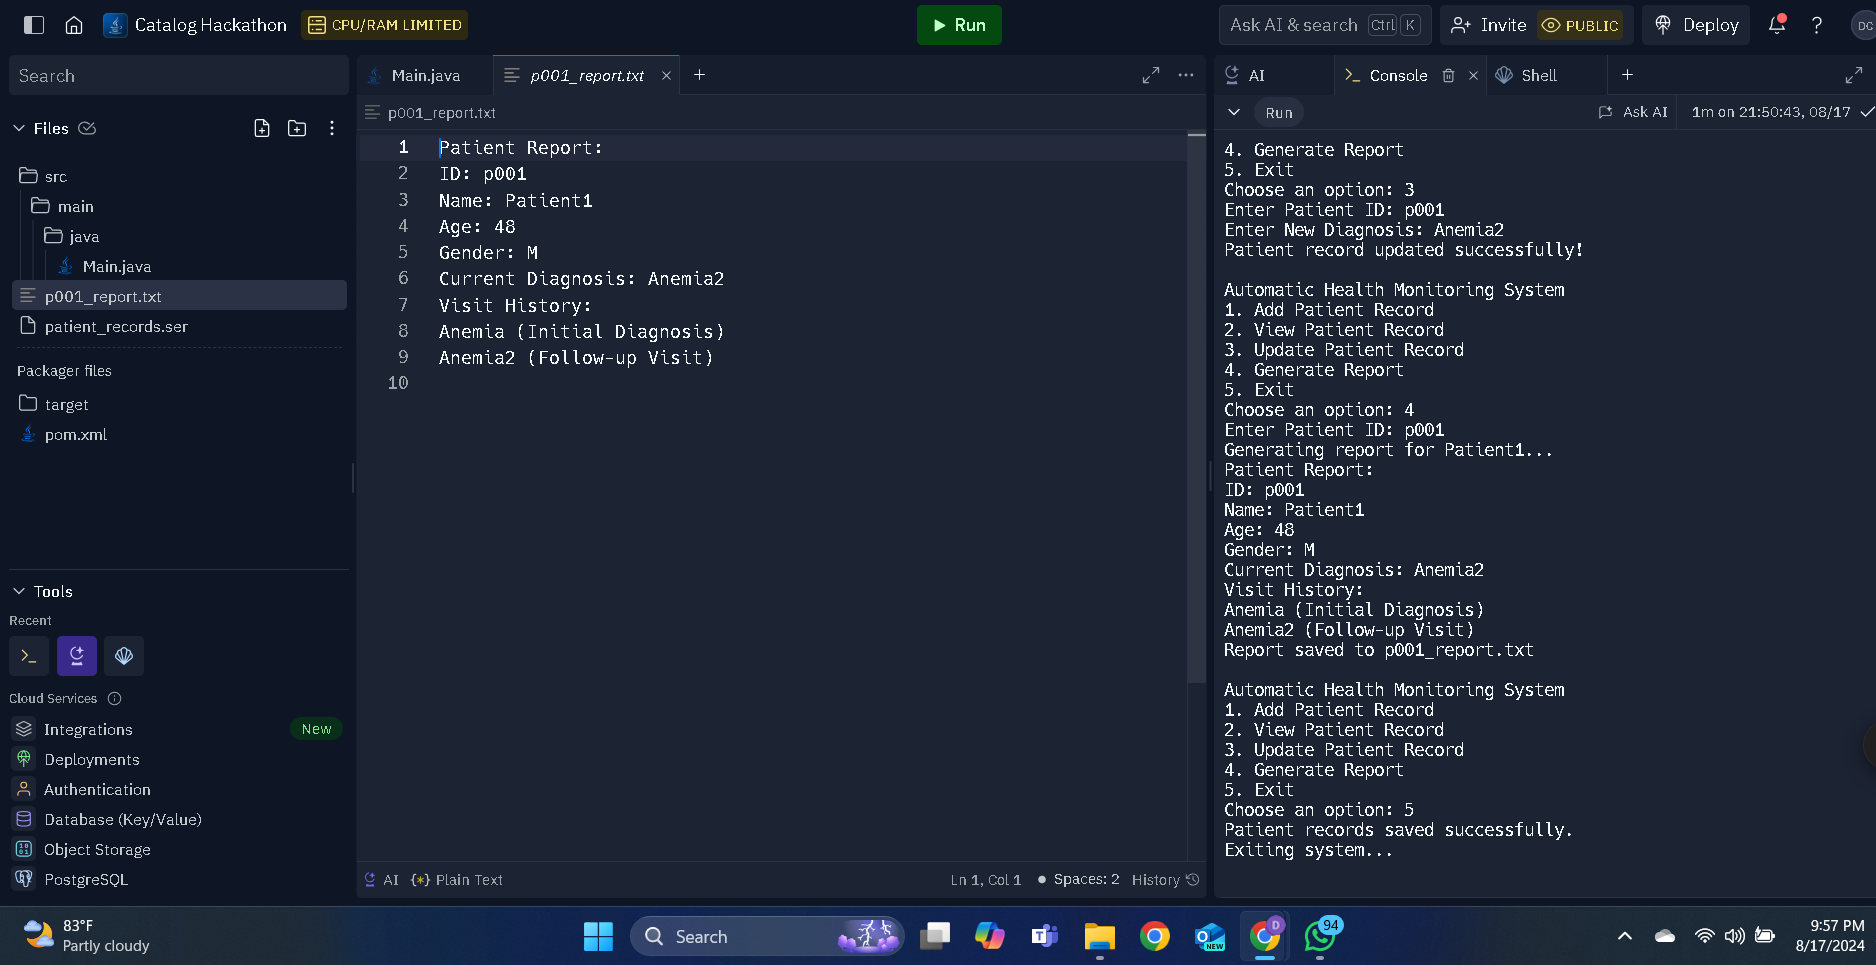 Catalog Hackathon
CPU/RAM LIMITED
Run
Ask AI & search Ctrl K
Invite
PUBLIC
Deploy
?
DC
Search
Files
src
main
java
Main.java
p001_report.txt
patient_records.ser
Packager files
target
pom.xml
Tools
Recent
Cloud Services
Integrations New
Deployments
Authentication
Database (Key/Value)
Object Storage
PostgreSQL
Main.java
p001_report.txt
p001_report.txt
1 Patient Report:
2 ID: p001
3 Name: Patient1
4 Age: 48
5 Gender: M
6 Current Diagnosis: Anemia2
7 Visit History:
8 Anemia (Initial Diagnosis)
9 Anemia2 (Follow-up Visit)
10
AI {*} Plain Text
Ln 1, Col 1 Spaces: 2 History
AI
Console
Shell
Run
Ask AI
1m on 21:50:43, 08/17
4. Generate Report
5. Exit
Choose an option: 3
Enter Patient ID: p001
Enter New Diagnosis: Anemia2
Patient record updated successfully!
Automatic Health Monitoring System
1. Add Patient Record
2. View Patient Record
3. Update Patient Record
4. Generate Report
5. Exit
Choose an option: 4
Enter Patient ID: p001
Generating report for Patient1...
Patient Report:
ID: p001
Name: Patient1
Age: 48
Gender: M
Current Diagnosis: Anemia2
Visit History:
Anemia (Initial Diagnosis)
Anemia2 (Follow-up Visit)
Report saved to p001_report.txt
Automatic Health Monitoring System
1. Add Patient Record
2. View Patient Record
3. Update Patient Record
4. Generate Report
5. Exit
Choose an option: 5
Patient records saved successfully.
Exiting system...
83°F
Partly cloudy
Search
NEW
D
94
9:57 PM
8/17/2024